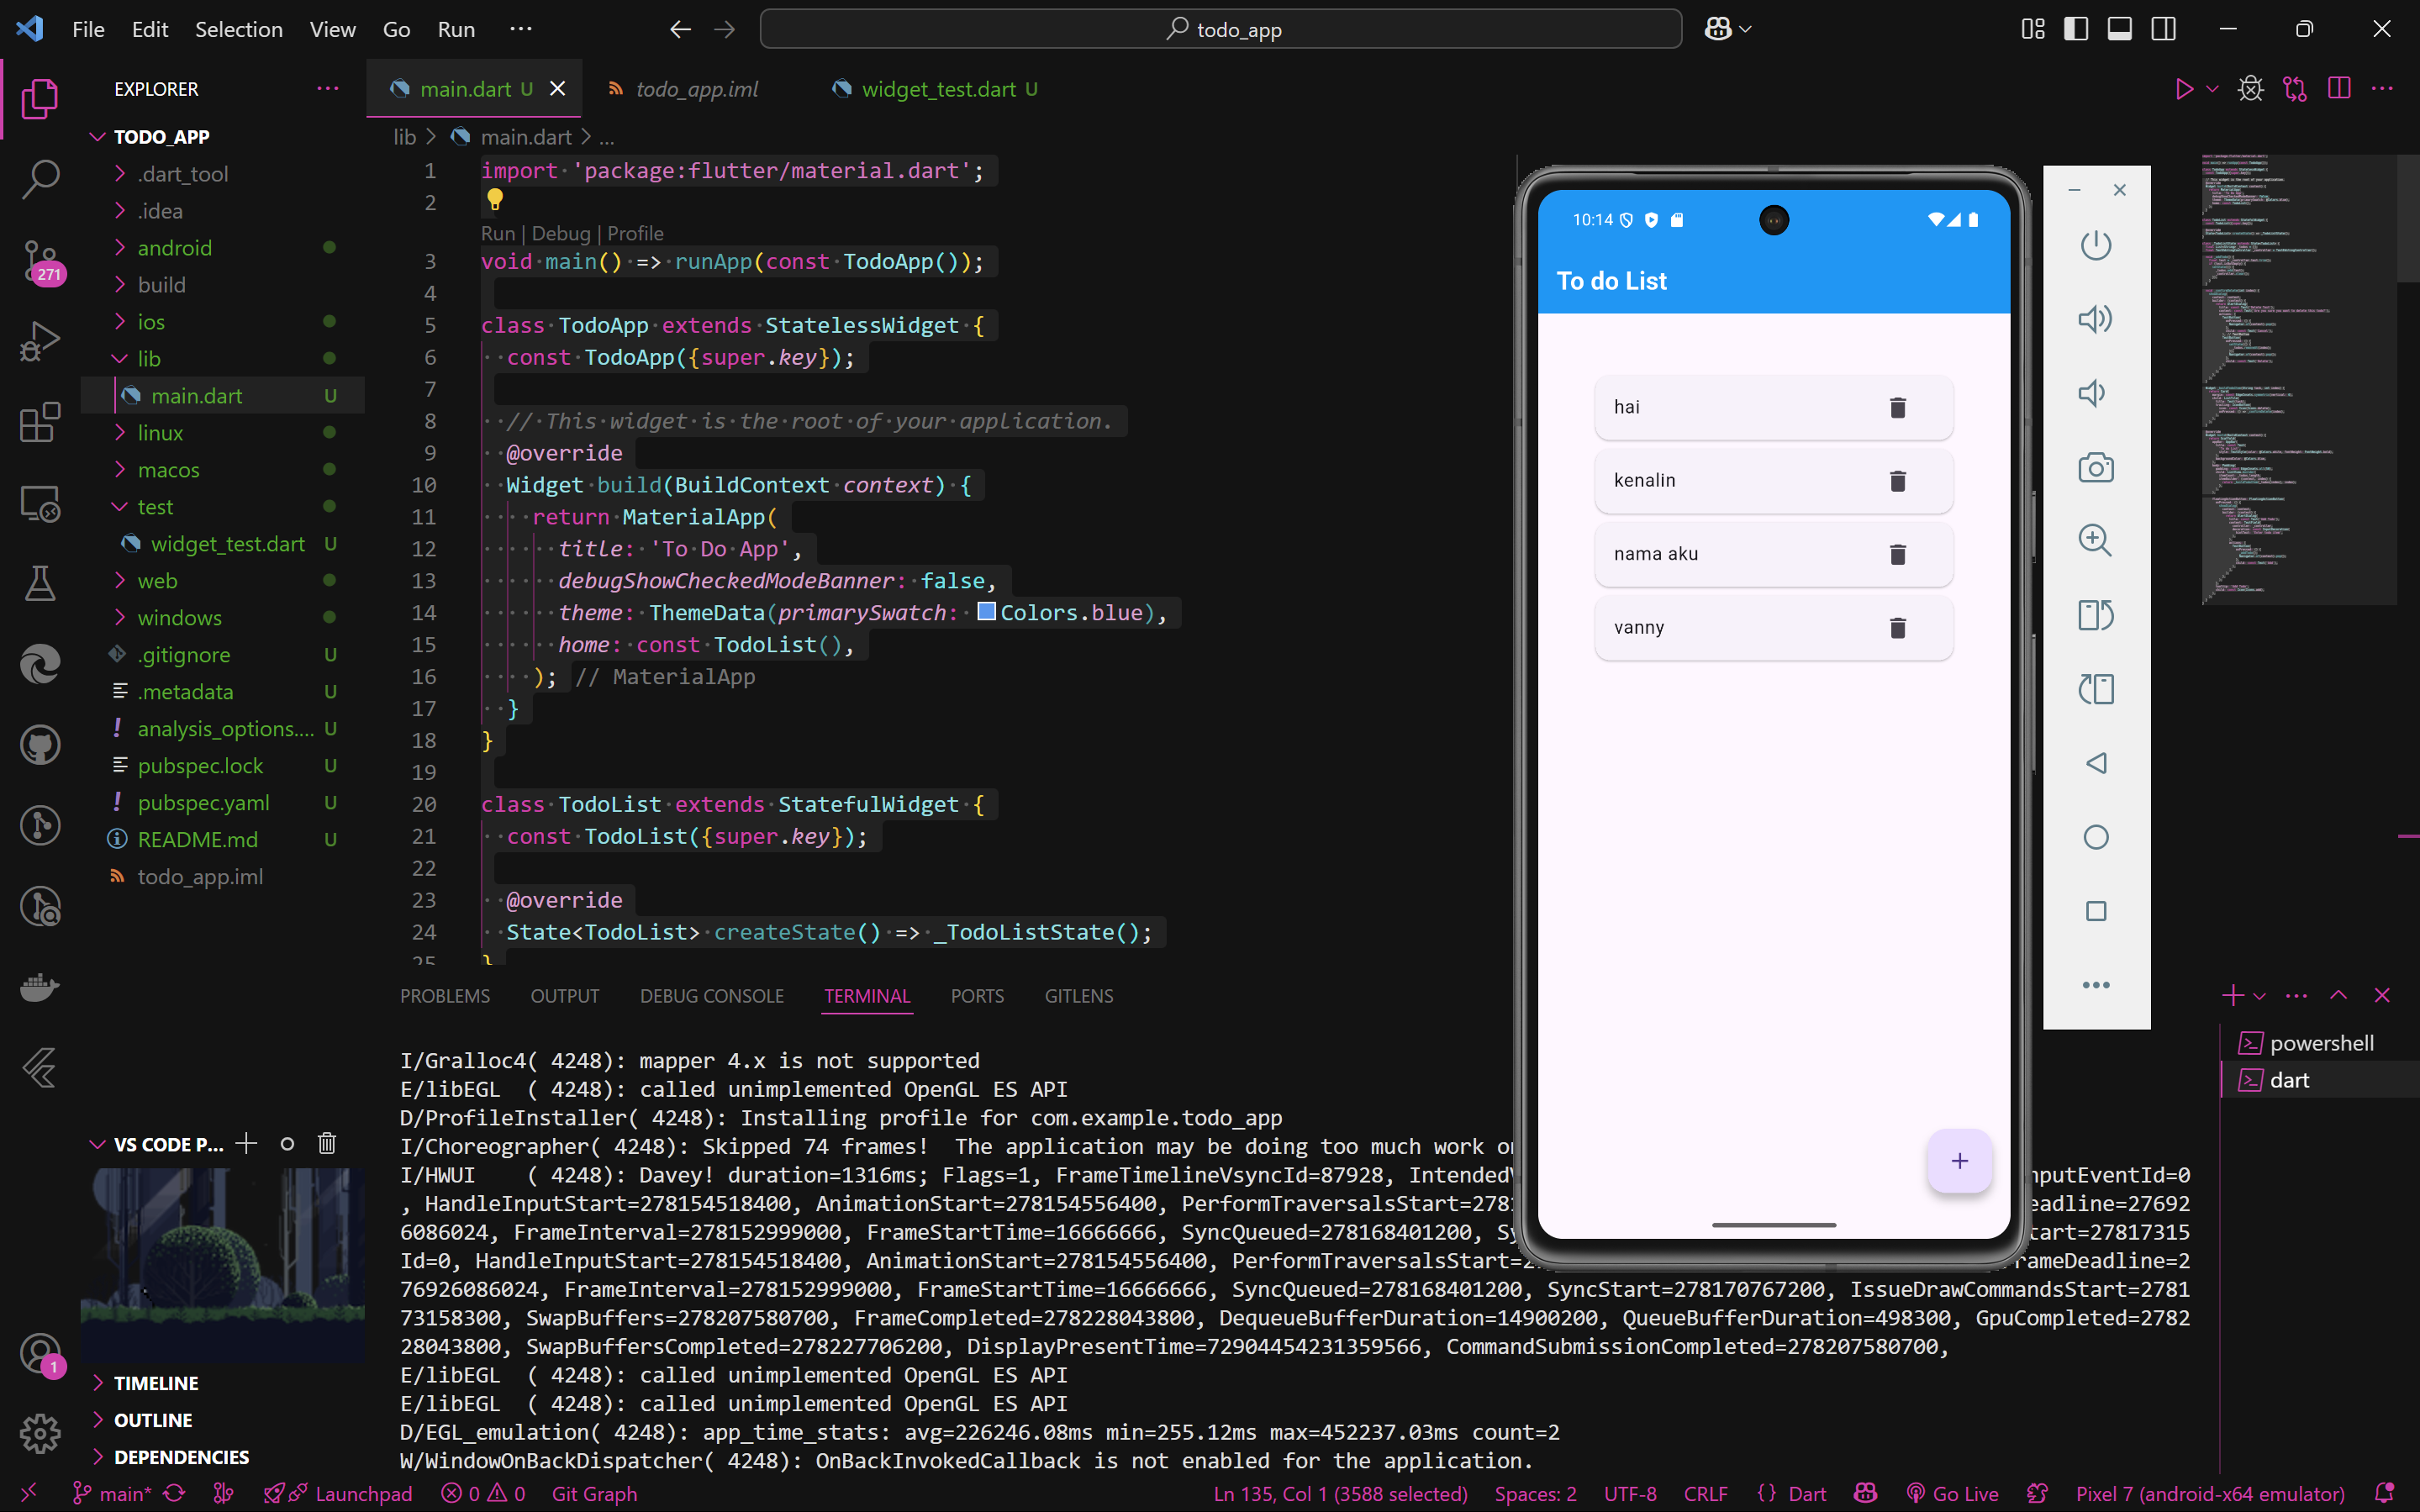 File Edit Selection View Go Run ···
todo_app
EXPLORER
TODO_APP
.dart_tool
.idea
android
build
ios
lib
main.dart U
linux
macos
test
widget_test.dart U
web
windows
.gitignore U
.metadata U
analysis_options.... U
pubspec.lock U
pubspec.yaml U
README.md U
todo_app.iml
271
1
VS CODE P...
TIMELINE
OUTLINE
DEPENDENCIES
main.dart U
todo_app.iml
widget_test.dart U
lib > main.dart > ...
1 import 'package:flutter/material.dart';
2
Run | Debug | Profile
3 void main() => runApp(const TodoApp());
4
5 class TodoApp extends StatelessWidget {
6 const TodoApp({super.key});
7
8 // This widget is the root of your application.
9 @override
10 Widget build(BuildContext context) {
11 return MaterialApp(
12 title: 'To Do App',
13 debugShowCheckedModeBanner: false,
14 theme: ThemeData(primarySwatch: Colors.blue),
15 home: const TodoList(),
16 ); // MaterialApp
17 }
18 }
19
20 class TodoList extends StatefulWidget {
21 const TodoList({super.key});
22
23 @override
24 State<TodoList> createState() => _TodoListState();
25 }
10:14
To do List
hai
kenalin
nama aku
vanny
+
PROBLEMS OUTPUT DEBUG CONSOLE TERMINAL PORTS GITLENS
powershell
dart
I/Gralloc4( 4248): mapper 4.x is not supported
E/libEGL  ( 4248): called unimplemented OpenGL ES API
D/ProfileInstaller( 4248): Installing profile for com.example.todo_app
I/Choreographer( 4248): Skipped 74 frames!  The application may be doing too much work
I/HWUI    ( 4248): Davey! duration=1316ms; Flags=1, FrameTimelineVsyncId=87928, Intended nputEventId=0
, HandleInputStart=278154518400, AnimationStart=278154556400, PerformTraversalsStart=278 eadline=27692
6086024, FrameInterval=278152999000, FrameStartTime=16666666, SyncQueued=278168401200, S tart=27817315
Id=0, HandleInputStart=278154518400, AnimationStart=278154556400, PerformTraversalsStart=2 rameDeadline=2
76926086024, FrameInterval=278152999000, FrameStartTime=16666666, SyncQueued=278168401200, SyncStart=278170767200, IssueDrawCommandsStart=2781
73158300, SwapBuffers=278207580700, FrameCompleted=278228043800, DequeueBufferDuration=14900200, QueueBufferDuration=498300, GpuCompleted=2782
28043800, SwapBuffersCompleted=278227706200, DisplayPresentTime=72904454231359566, CommandSubmissionCompleted=278207580700,
E/libEGL  ( 4248): called unimplemented OpenGL ES API
E/libEGL  ( 4248): called unimplemented OpenGL ES API
D/EGL_emulation( 4248): app_time_stats: avg=226246.08ms min=255.12ms max=452237.03ms count=2
W/WindowOnBackDispatcher( 4248): OnBackInvokedCallback is not enabled for the application.
main* Launchpad 0 0 Git Graph
Ln 135, Col 1 (3588 selected) Spaces: 2 UTF-8 CRLF {} Dart Go Live Pixel 7 (android-x64 emulator)